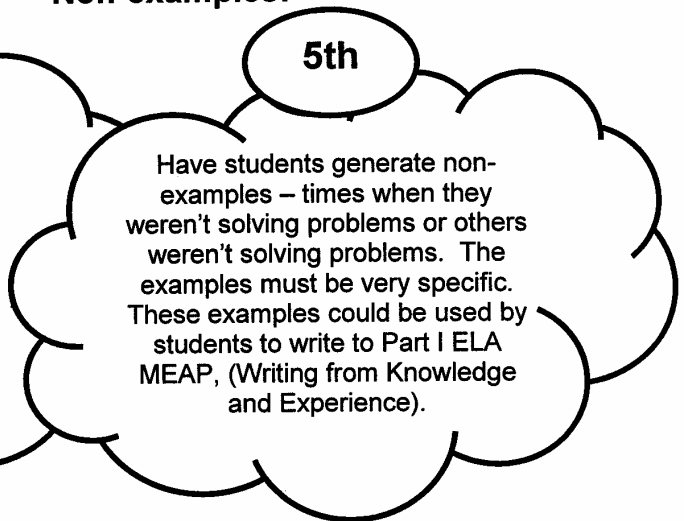 Non-examples:
5th
Have students generate non-
examples – times when they
weren't solving problems or others
weren't solving problems. The
examples must be very specific.
These examples could be used by
students to write to Part I ELA
MEAP, (Writing from Knowledge
and Experience).